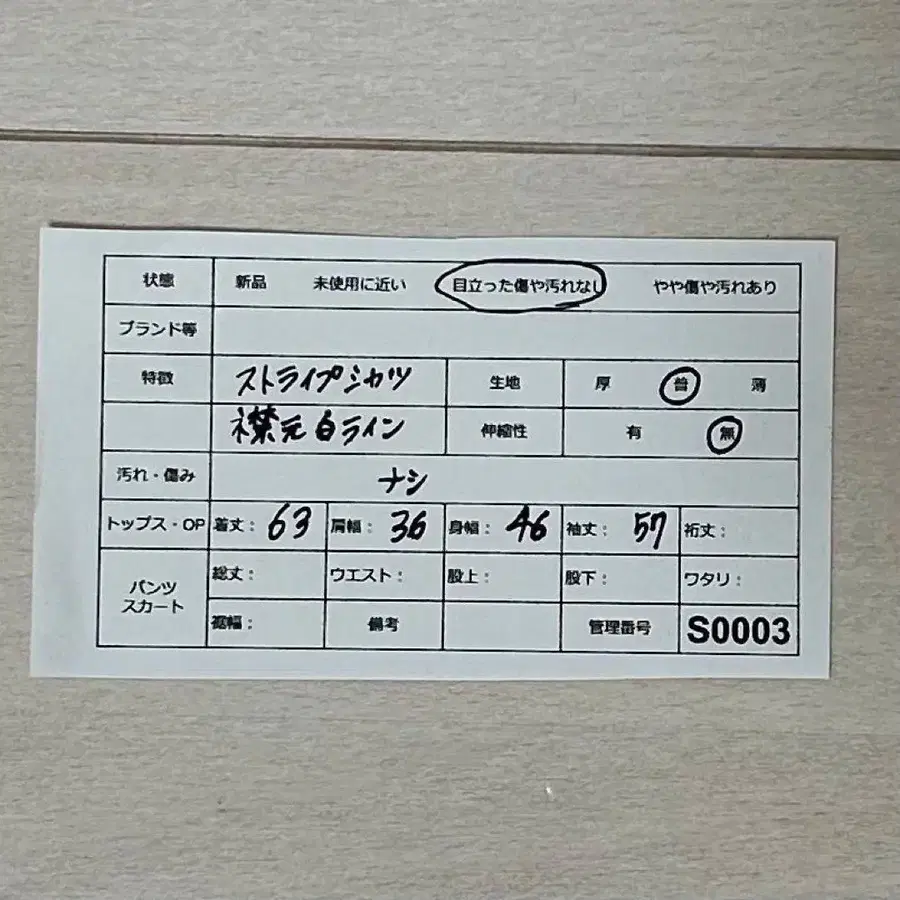 状態 新品 未使用に近い 目立った傷や汚れなし やや傷や汚れあり
ブランド等
特徴 ストライプシャツ 生地 厚 普 薄
襟元白ライン 伸縮性 有 無
汚れ・傷み ナシ
トップス・OP 着丈: 63 肩幅: 36 身幅: 46 袖丈: 57 裄丈:
パンツ スカート 総丈: ウエスト: 股上: 股下: ワタリ:
裾幅: 備考 管理番号 S0003